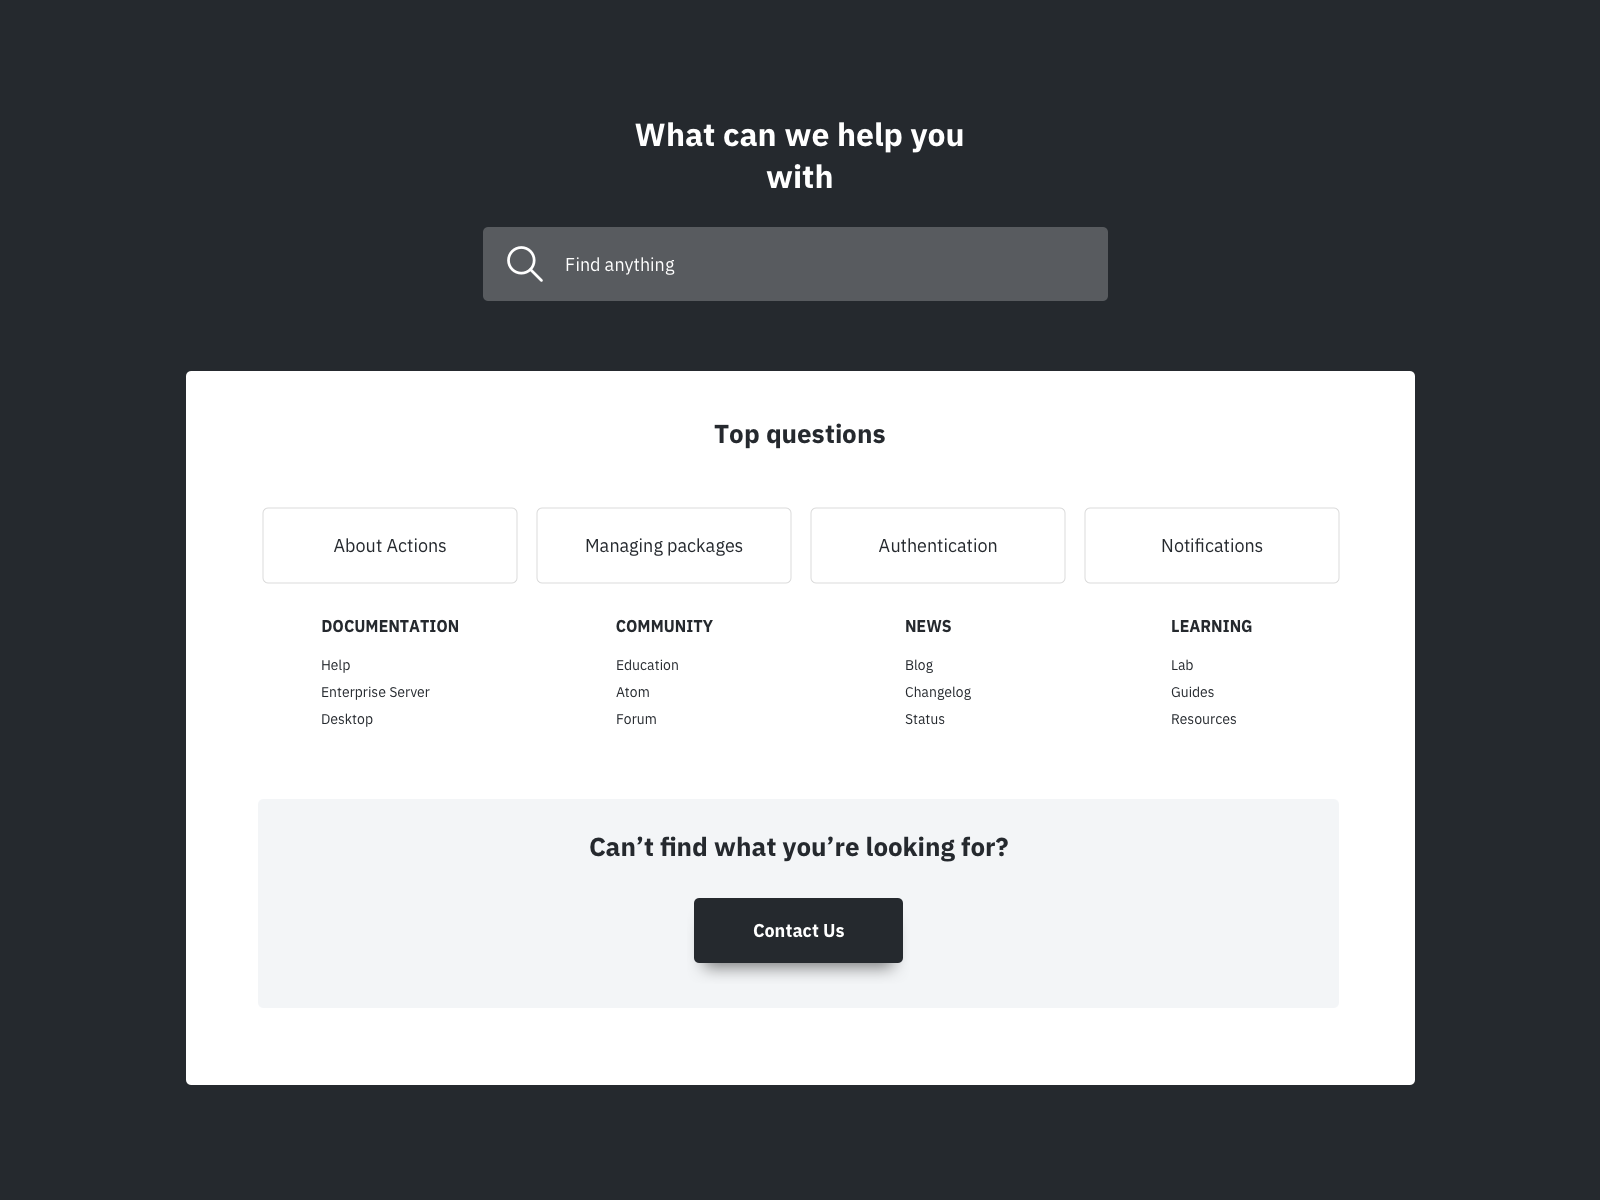 What can we help you
with
Find anything
Top questions
About Actions
Managing packages
Authentication
Notifications
DOCUMENTATION
Help
Enterprise Server
Desktop
COMMUNITY
Education
Atom
Forum
NEWS
Blog
Changelog
Status
LEARNING
Lab
Guides
Resources
Can’t find what you’re looking for?
Contact Us